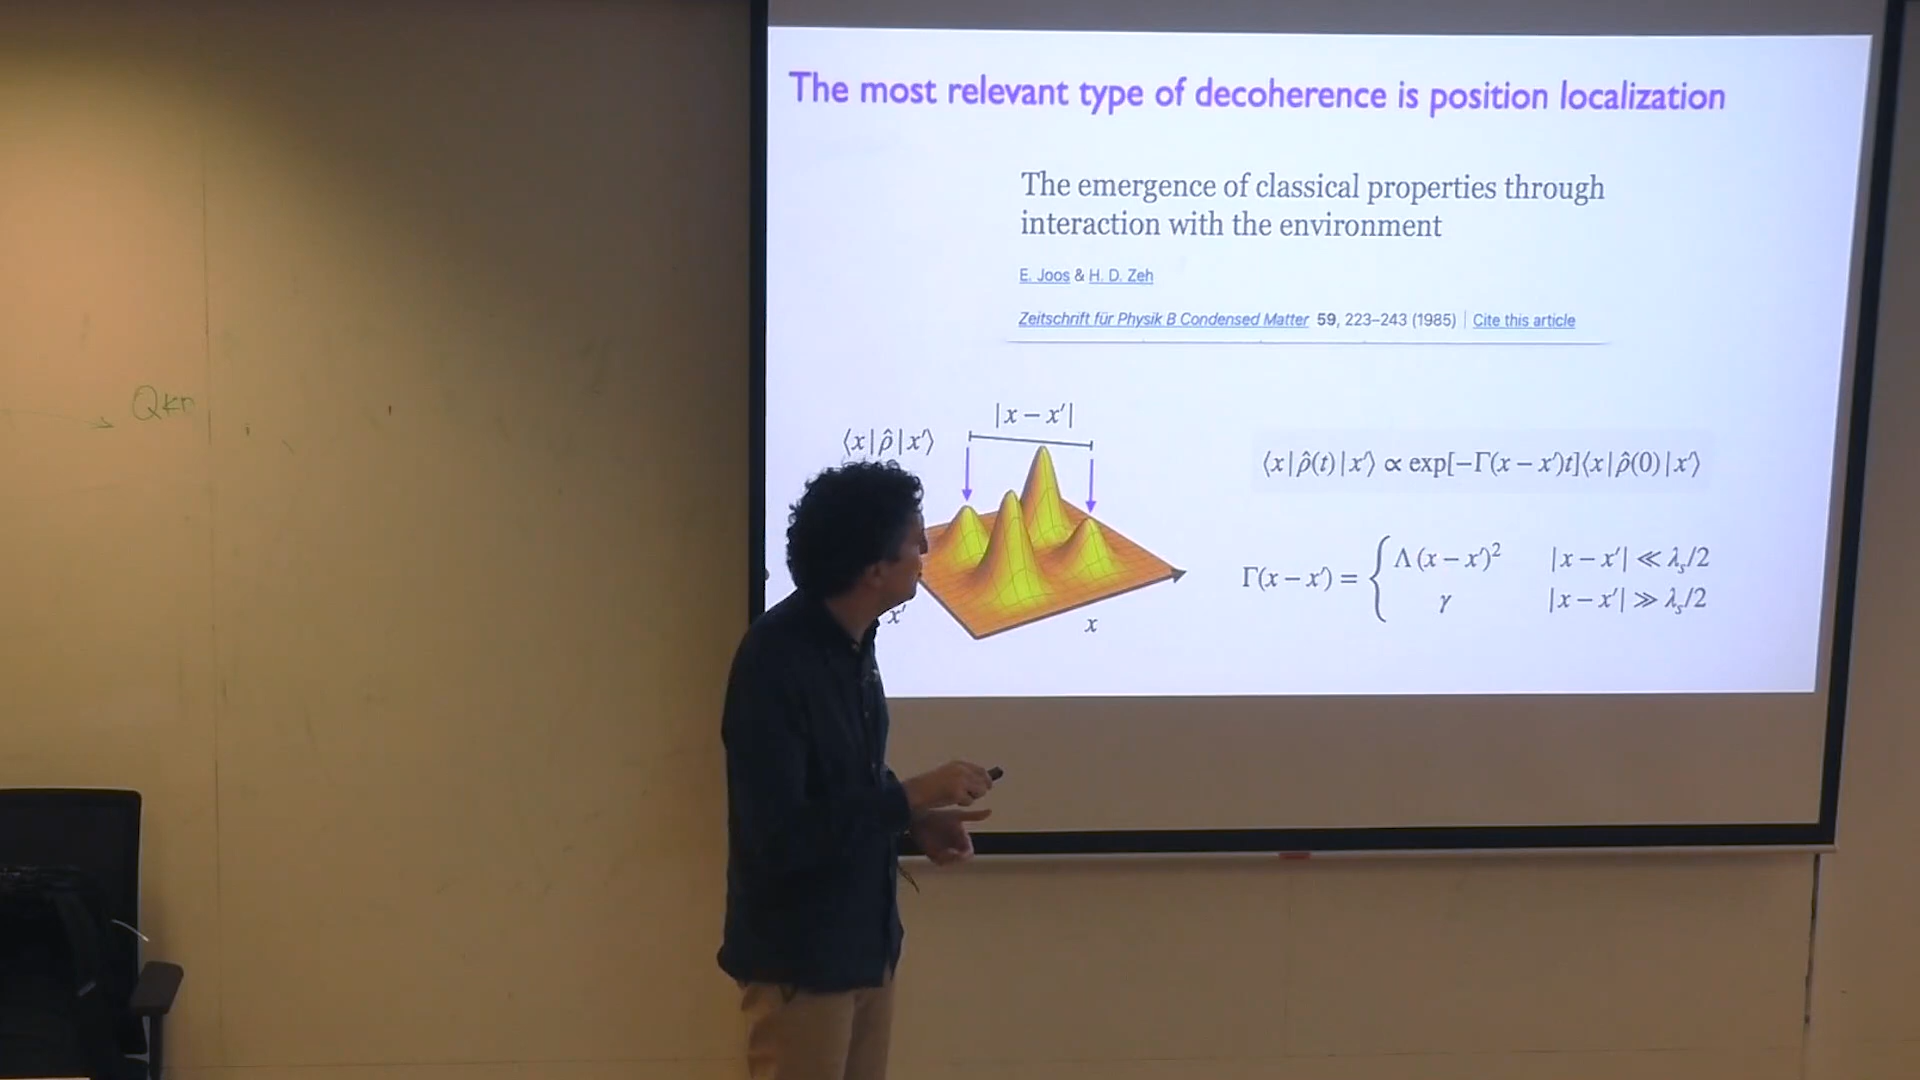 The most relevant type of decoherence is position localization
The emergence of classical properties through
interaction with the environment
E. Joos & H. D. Zeh
Zeitschrift für Physik B Condensed Matter 59, 223–243 (1985) | Cite this article
|x − x′|
⟨x|ρ̂|x′⟩
x′
x
⟨x|ρ̂(t)|x′⟩ ∝ exp[−Γ(x − x′)t]⟨x|ρ̂(0)|x′⟩
Γ(x − x′) = { Λ(x − x′)² |x − x′| ≪ λₛ/2
γ |x − x′| ≫ λₛ/2